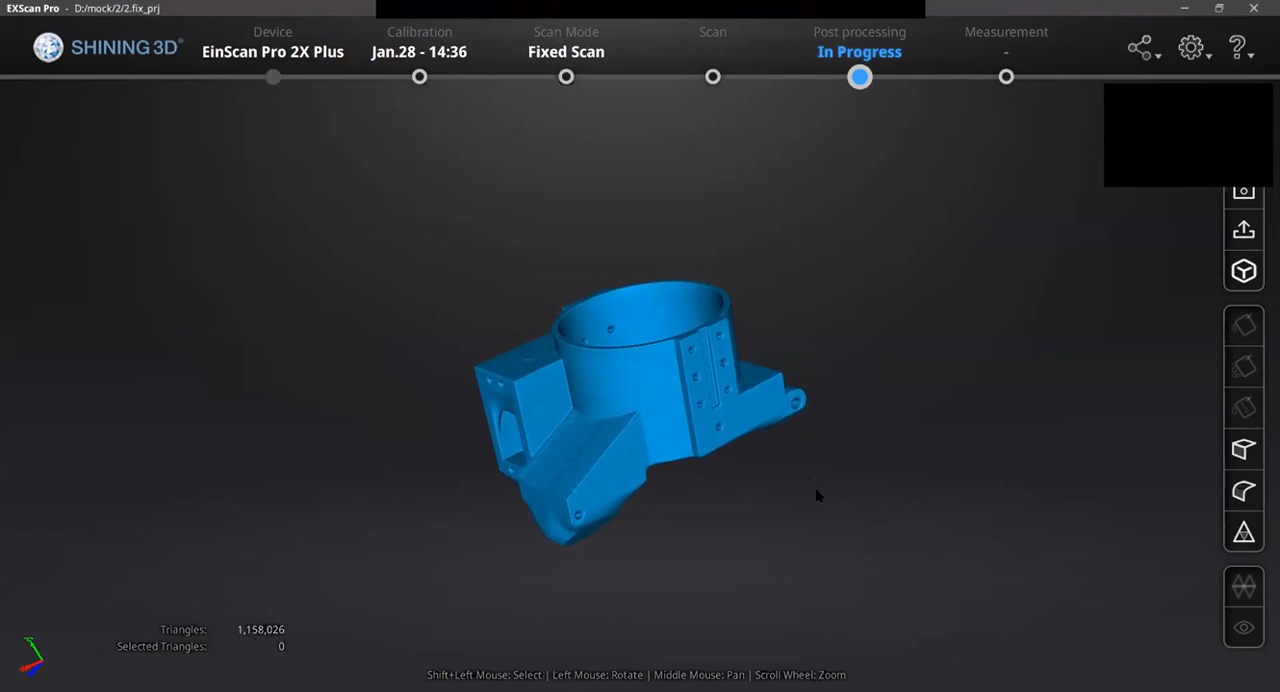 EXScan Pro - D:/mock/2/2.fix_prj
SHINING 3D®
Device
EinScan Pro 2X Plus
Calibration
Jan.28 - 14:36
Scan Mode
Fixed Scan
Scan
Post processing
In Progress
Measurement
-
Triangles: 1,158,026
Selected Triangles: 0
Shift+Left Mouse: Select | Left Mouse: Rotate | Middle Mouse: Pan | Scroll Wheel: Zoom